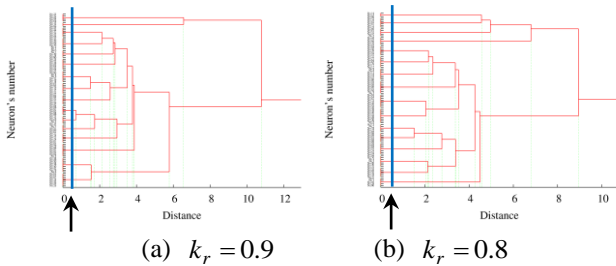 Neuron's number
0 2 4 6 8 10 12
Distance
(a) k_r = 0.9
Neuron's number
0 2 4 6 8 10
Distance
(b) k_r = 0.8